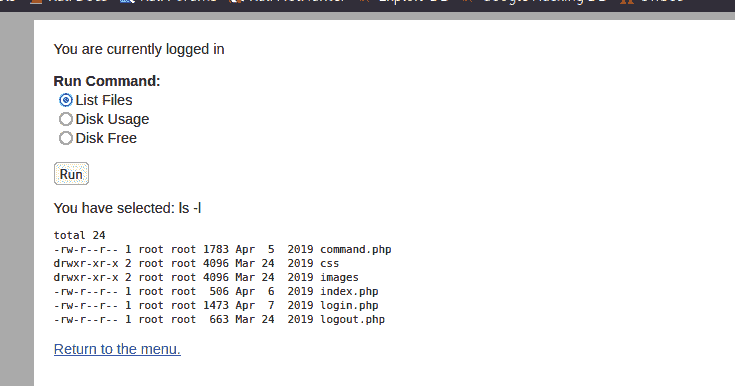 You are currently logged in
Run Command:
List Files
Disk Usage
Disk Free
Run
You have selected: ls -l
total 24
-rw-r--r-- 1 root root 1783 Apr  5  2019 command.php
drwxr-xr-x 2 root root 4096 Mar 24  2019 css
drwxr-xr-x 2 root root 4096 Mar 24  2019 images
-rw-r--r-- 1 root root  506 Apr  6  2019 index.php
-rw-r--r-- 1 root root 1473 Apr  7  2019 login.php
-rw-r--r-- 1 root root  663 Mar 24  2019 logout.php
Return to the menu.